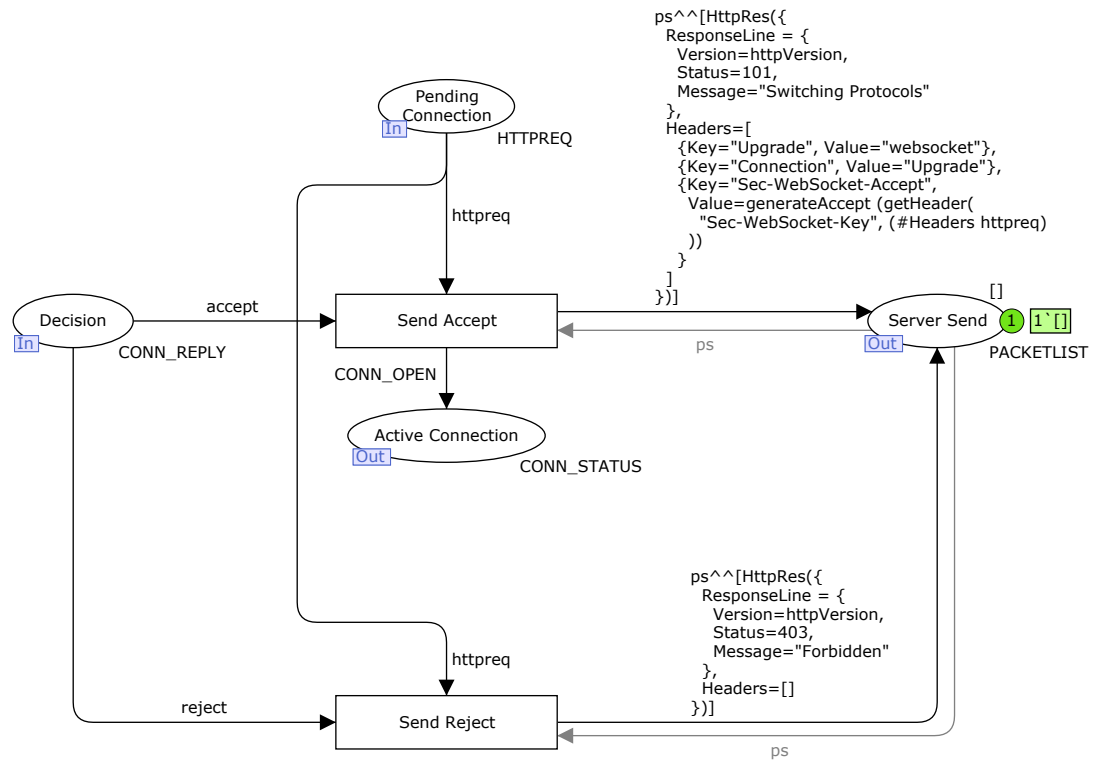 ps^^[HttpRes({
ResponseLine = {
Version=httpVersion,
Status=101,
Message="Switching Protocols"
},
Headers=[
{Key="Upgrade", Value="websocket"},
{Key="Connection", Value="Upgrade"},
{Key="Sec-WebSocket-Accept",
Value=generateAccept (getHeader(
"Sec-WebSocket-Key", (#Headers httpreq)
))
}
]
})]
Pending
Connection
In
HTTPREQ
httpreq
Decision
In
CONN_REPLY
accept
Send Accept
ps
[]
Server Send
1
1`[]
Out
PACKETLIST
CONN_OPEN
Active Connection
Out
CONN_STATUS
ps^^[HttpRes({
ResponseLine = {
Version=httpVersion,
Status=403,
Message="Forbidden"
},
Headers=[]
})]
httpreq
reject
Send Reject
ps